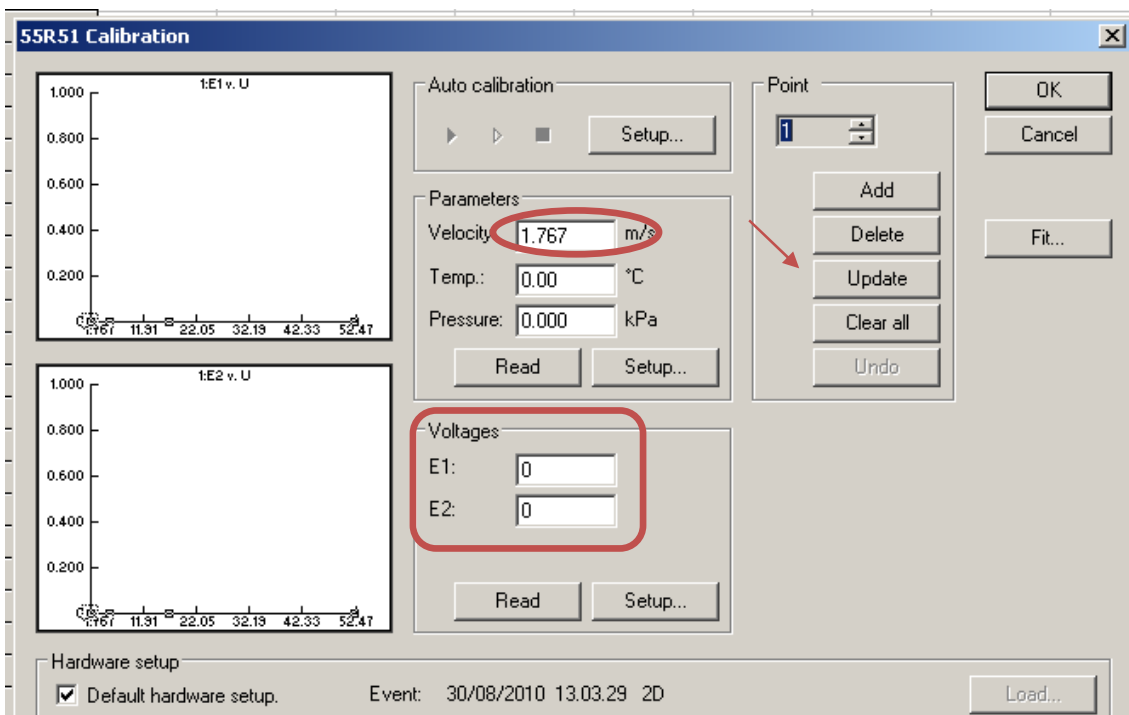 55R51 Calibration
1:E1 v. U
1.000
0.800
0.600
0.400
0.200
1.767 11.91 22.05 32.19 42.33 52.47
1:E2 v. U
1.000
0.800
0.600
0.400
0.200
1.767 11.91 22.05 32.19 42.33 52.47
Auto calibration
Setup...
Parameters
Velocity 1.767 m/s
Temp.: 0.00 °C
Pressure: 0.000 kPa
Read Setup...
Voltages
E1: 0
E2: 0
Read Setup...
Point
1
Add
Delete
Update
Clear all
Undo
OK
Cancel
Fit...
Hardware setup
Default hardware setup. Event: 30/08/2010 13.03.29 2D Load...